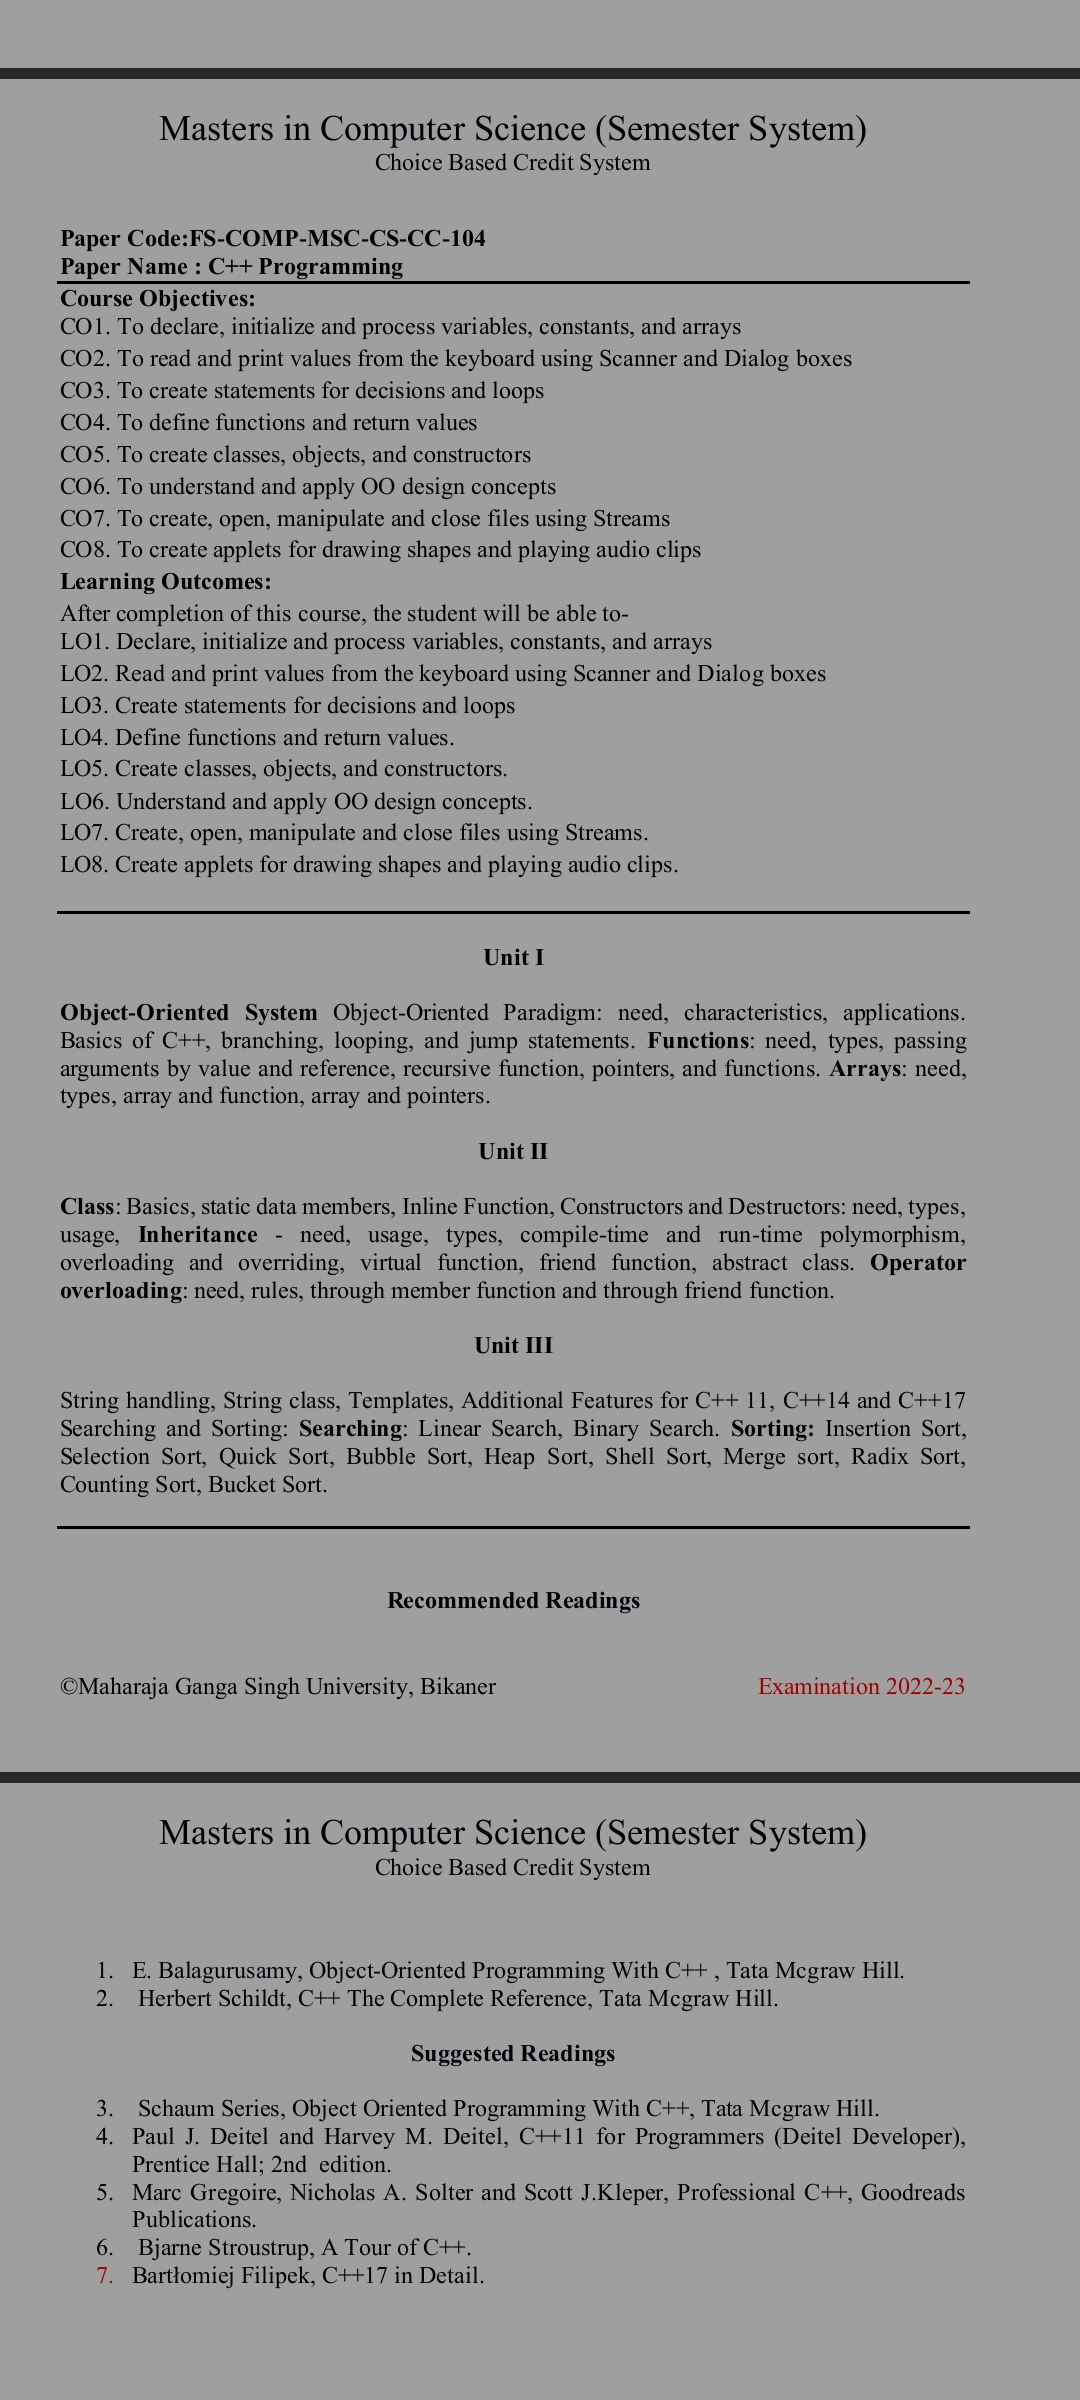 Masters in Computer Science (Semester System)
Choice Based Credit System
Paper Code:FS-COMP-MSC-CS-CC-104
Paper Name : C++ Programming
Course Objectives:
CO1. To declare, initialize and process variables, constants, and arrays
CO2. To read and print values from the keyboard using Scanner and Dialog boxes
CO3. To create statements for decisions and loops
CO4. To define functions and return values
CO5. To create classes, objects, and constructors
CO6. To understand and apply OO design concepts
CO7. To create, open, manipulate and close files using Streams
CO8. To create applets for drawing shapes and playing audio clips
Learning Outcomes:
After completion of this course, the student will be able to-
LO1. Declare, initialize and process variables, constants, and arrays
LO2. Read and print values from the keyboard using Scanner and Dialog boxes
LO3. Create statements for decisions and loops
LO4. Define functions and return values.
LO5. Create classes, objects, and constructors.
LO6. Understand and apply OO design concepts.
LO7. Create, open, manipulate and close files using Streams.
LO8. Create applets for drawing shapes and playing audio clips.
Unit I
Object-Oriented System Object-Oriented Paradigm: need, characteristics, applications.
Basics of C++, branching, looping, and jump statements. Functions: need, types, passing
arguments by value and reference, recursive function, pointers, and functions. Arrays: need,
types, array and function, array and pointers.
Unit II
Class: Basics, static data members, Inline Function, Constructors and Destructors: need, types,
usage, Inheritance - need, usage, types, compile-time and run-time polymorphism,
overloading and overriding, virtual function, friend function, abstract class. Operator
overloading: need, rules, through member function and through friend function.
Unit III
String handling, String class, Templates, Additional Features for C++ 11, C++14 and C++17
Searching and Sorting: Searching: Linear Search, Binary Search. Sorting: Insertion Sort,
Selection Sort, Quick Sort, Bubble Sort, Heap Sort, Shell Sort, Merge sort, Radix Sort,
Counting Sort, Bucket Sort.
Recommended Readings
©Maharaja Ganga Singh University, Bikaner Examination 2022-23
Masters in Computer Science (Semester System)
Choice Based Credit System
1. E. Balagurusamy, Object-Oriented Programming With C++ , Tata Mcgraw Hill.
2. Herbert Schildt, C++ The Complete Reference, Tata Mcgraw Hill.
Suggested Readings
3. Schaum Series, Object Oriented Programming With C++, Tata Mcgraw Hill.
4. Paul J. Deitel and Harvey M. Deitel, C++11 for Programmers (Deitel Developer),
Prentice Hall; 2nd edition.
5. Marc Gregoire, Nicholas A. Solter and Scott J.Kleper, Professional C++, Goodreads
Publications.
6. Bjarne Stroustrup, A Tour of C++.
7. Bartłomiej Filipek, C++17 in Detail.